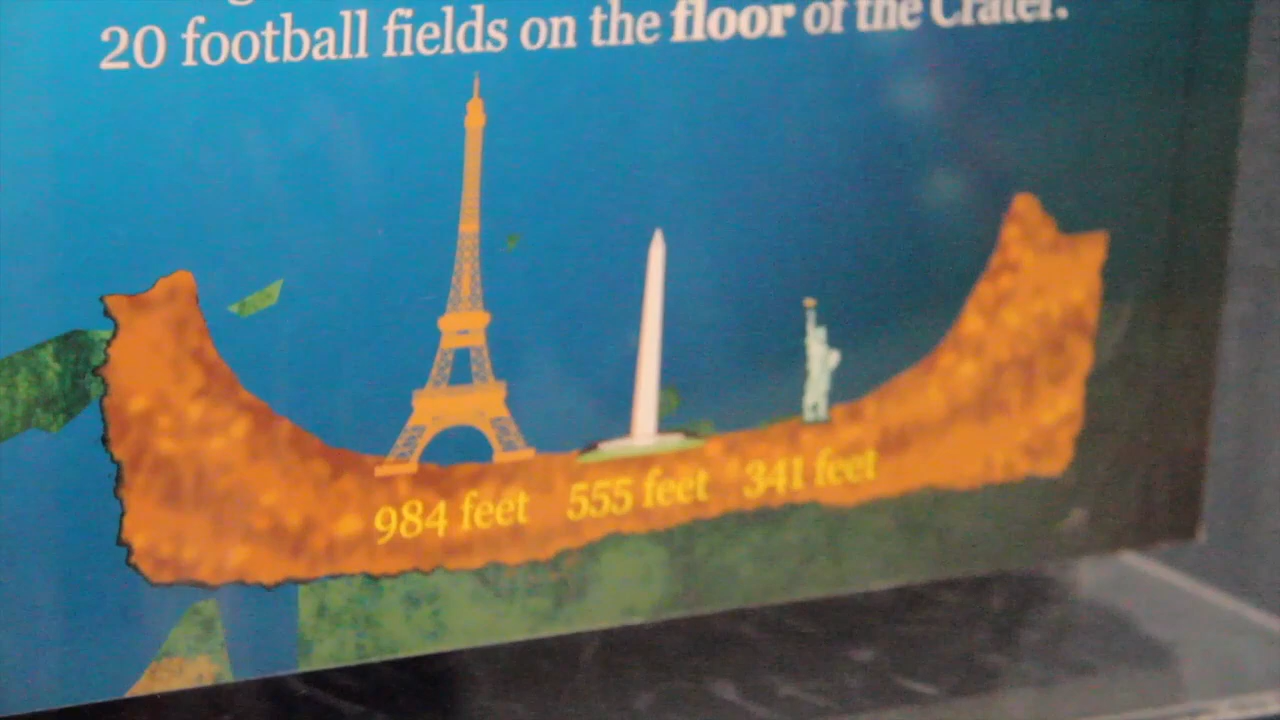 20 football fields on the floor of the Crater.
984 feet 555 feet 341 feet